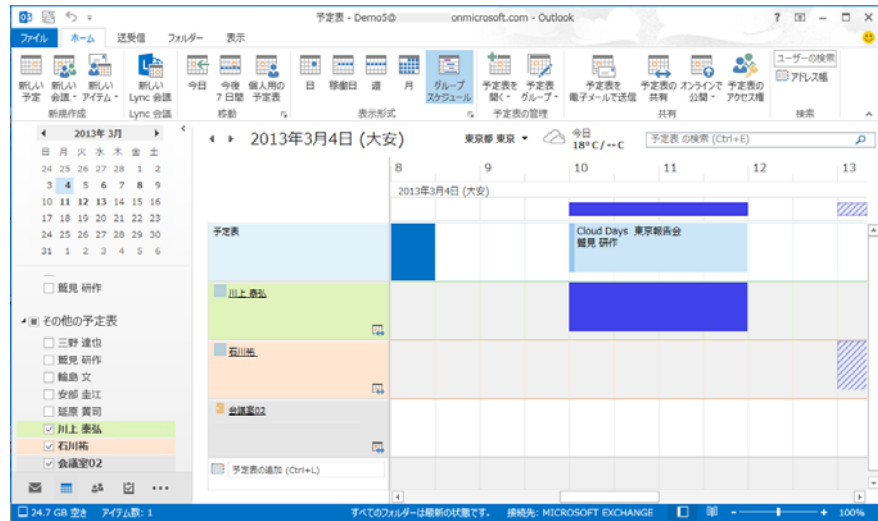 予定表 - Demo5@ onmicrosoft.com - Outlook
ファイル ホーム 送受信 フォルダー 表示
新しい 予定
新しい 会議
新しい アイテム
新しい Lync 会議
今日
今後 7 日間
個人用の 予定表
日
稼働日
週
月
グループ スケジュール
予定表を 開く
予定表 グループ
予定表を 電子メールで送信
予定表の 共有
オンラインで 公開
予定表の アクセス権
ユーザーの検索
アドレス帳
新規作成 Lync 会議 移動 表示形式 予定表の管理 共有 検索
2013年 3月
日 月 火 水 木 金 土
24 25 26 27 28 1 2
3 4 5 6 7 8 9
10 11 12 13 14 15 16
17 18 19 20 21 22 23
24 25 26 27 28 29 30
31 1 2 3 4 5 6
鷲見 研作
その他の予定表
三野 達也
鷲見 研作
輪島 文
安部 圭江
延原 黄司
川上 泰弘
石川祐
会議室02
2013年3月4日 (大安)
東京都 東京
今日
18°C/--C
予定表 の検索 (Ctrl+E)
8 9 10 11 12 13
2013年3月4日 (大安)
予定表
Cloud Days 東京報告会
鷲見 研作
川上 泰弘
石川祐
会議室02
予定表の追加 (Ctrl+L)
24.7 GB 空き アイテム数: 1 すべてのフォルダーは最新の状態です。 接続先: MICROSOFT EXCHANGE 100%